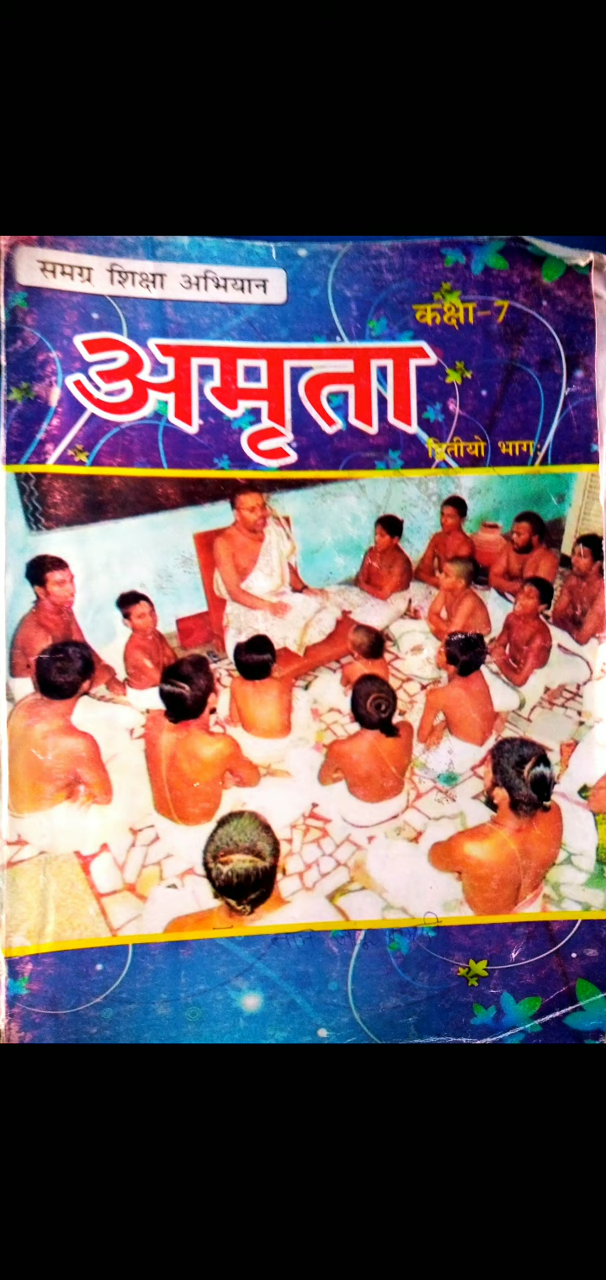 समग्र शिक्षा अभियान
कक्षा-7
अमृता
द्वितीयो भागः